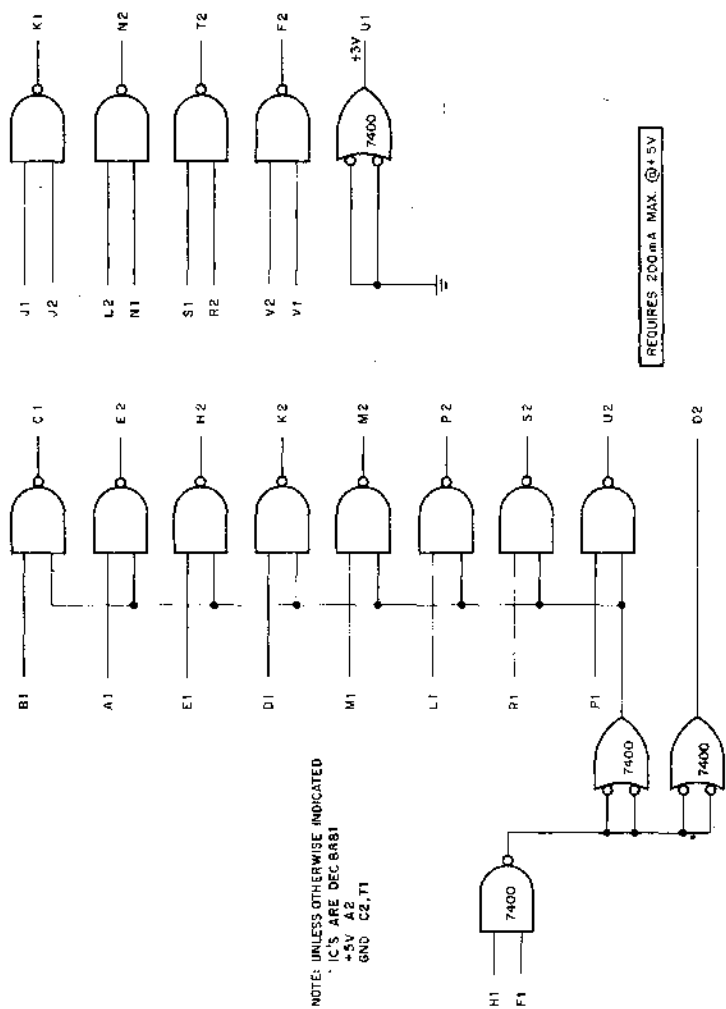 J1
J2
K1
L2
N1
N2
S1
R2
T2
V2
V1
F2
7400
+3V
U1
B1
C1
A1
E2
E1
H2
D1
K2
M1
M2
L1
P2
R1
S2
P1
U2
7400
7400
D2
H1
F1
7400
NOTE: UNLESS OTHERWISE INDICATED
IC'S ARE DEC 8881
+5V A2
GND C2, T1
REQUIRES 200mA MAX. @+5V